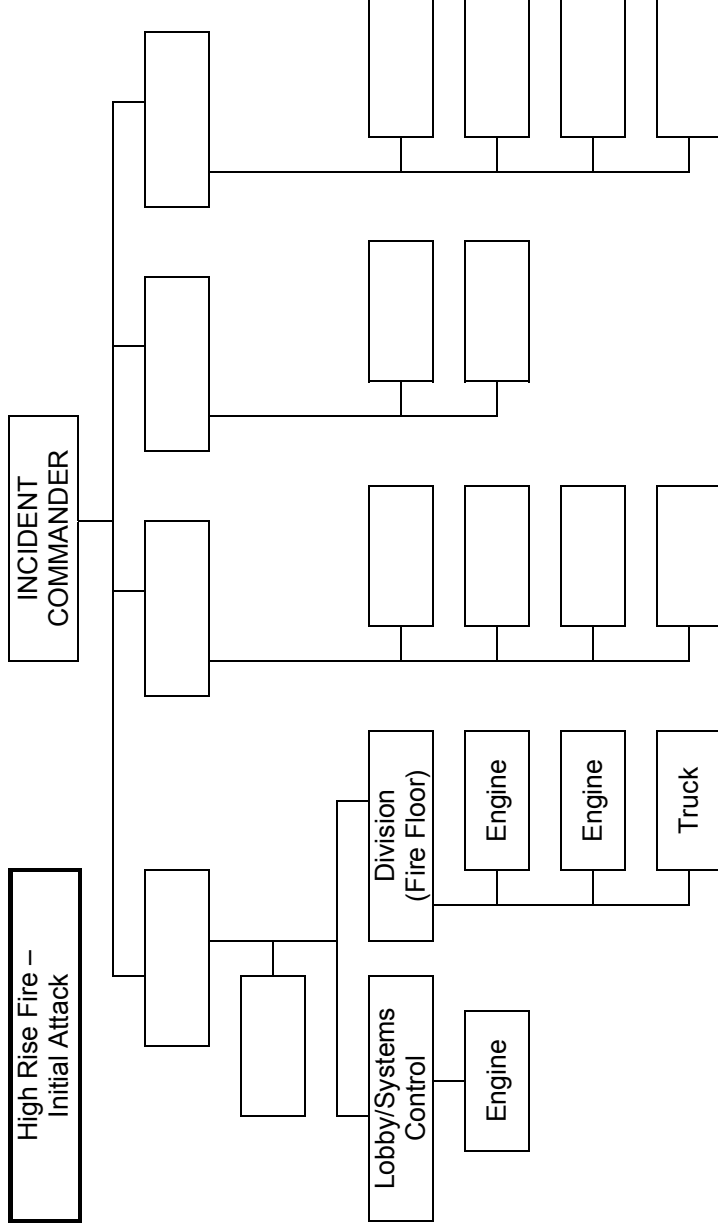 High Rise Fire –
Initial Attack
INCIDENT
COMMANDER
Lobby/Systems
Control
Engine
Division
(Fire Floor)
Engine
Engine
Truck